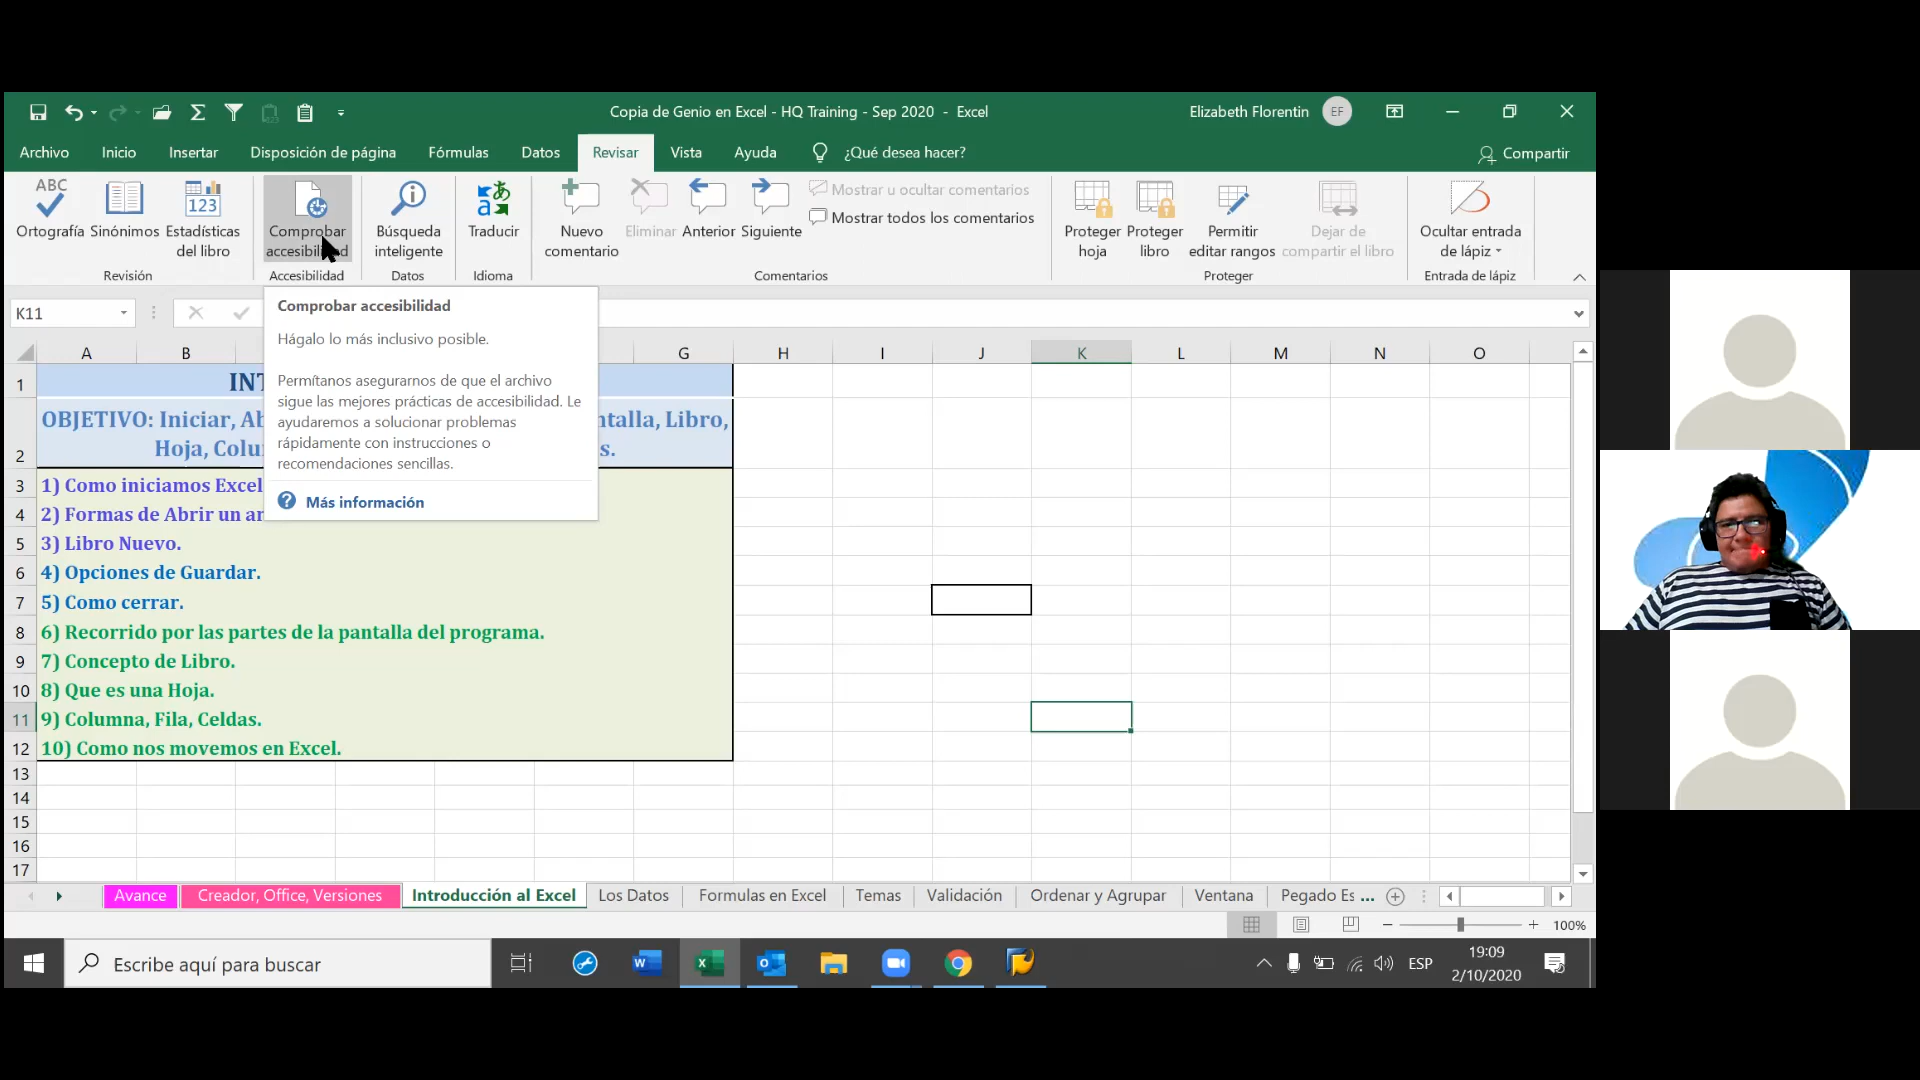 Copia de Genio en Excel - HQ Training - Sep 2020 - Excel
Elizabeth Florentin
EF
Archivo
Inicio
Insertar
Disposición de página
Fórmulas
Datos
Revisar
Vista
Ayuda
¿Qué desea hacer?
Compartir
ABC
Ortografía
Sinónimos
123
Estadísticas
del libro
Revisión
Comprobar
accesibilidad
Accesibilidad
Búsqueda
inteligente
Datos
Traducir
Idioma
Nuevo
comentario
Eliminar
Anterior
Siguiente
Mostrar u ocultar comentarios
Mostrar todos los comentarios
Comentarios
Proteger
hoja
Proteger
libro
Permitir
editar rangos
Dejar de
compartir el libro
Proteger
Ocultar entrada
de lápiz
Entrada de lápiz
K11
Comprobar accesibilidad
Hágalo lo más inclusivo posible.
Permítanos asegurarnos de que el archivo
sigue las mejores prácticas de accesibilidad. Le
ayudaremos a solucionar problemas
rápidamente con instrucciones o
recomendaciones sencillas.
Más información
A B G H I J K L M N O
1 INT
2 OBJETIVO: Iniciar, Ab ntalla, Libro,
Hoja, Colu s.
3 1) Como iniciamos Excel
4 2) Formas de Abrir un ar
5 3) Libro Nuevo.
6 4) Opciones de Guardar.
7 5) Como cerrar.
8 6) Recorrido por las partes de la pantalla del programa.
9 7) Concepto de Libro.
10 8) Que es una Hoja.
11 9) Columna, Fila, Celdas.
12 10) Como nos movemos en Excel.
13
14
15
16
17
Avance
Creador, Office, Versiones
Introducción al Excel
Los Datos
Formulas en Excel
Temas
Validación
Ordenar y Agrupar
Ventana
Pegado Es ...
100%
Escribe aquí para buscar
ESP
19:09
2/10/2020